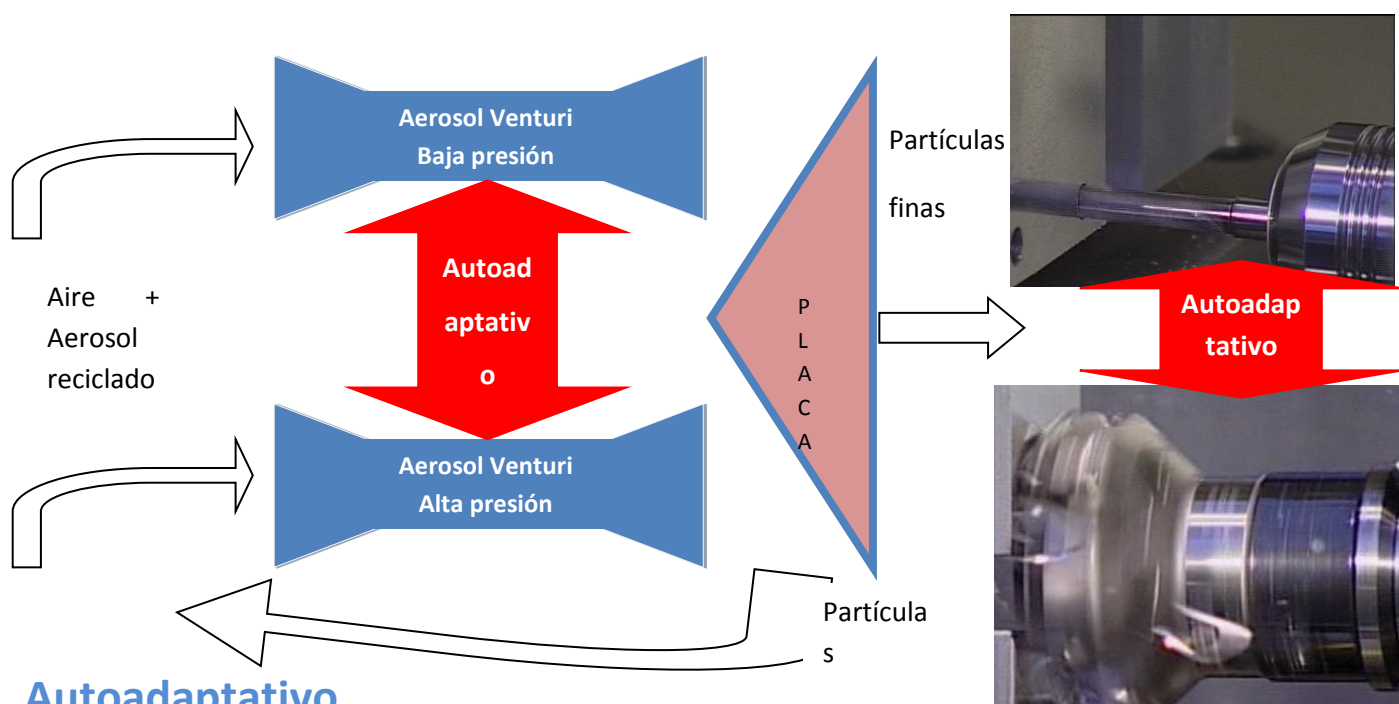 Aerosol Venturi
Baja presión
Partículas
finas
Autoad
aptativ
o
Aire +
Aerosol
reciclado
P
L
A
C
A
Autoadap
tativo
Aerosol Venturi
Alta presión
Partícula
s
Autoadaptativo